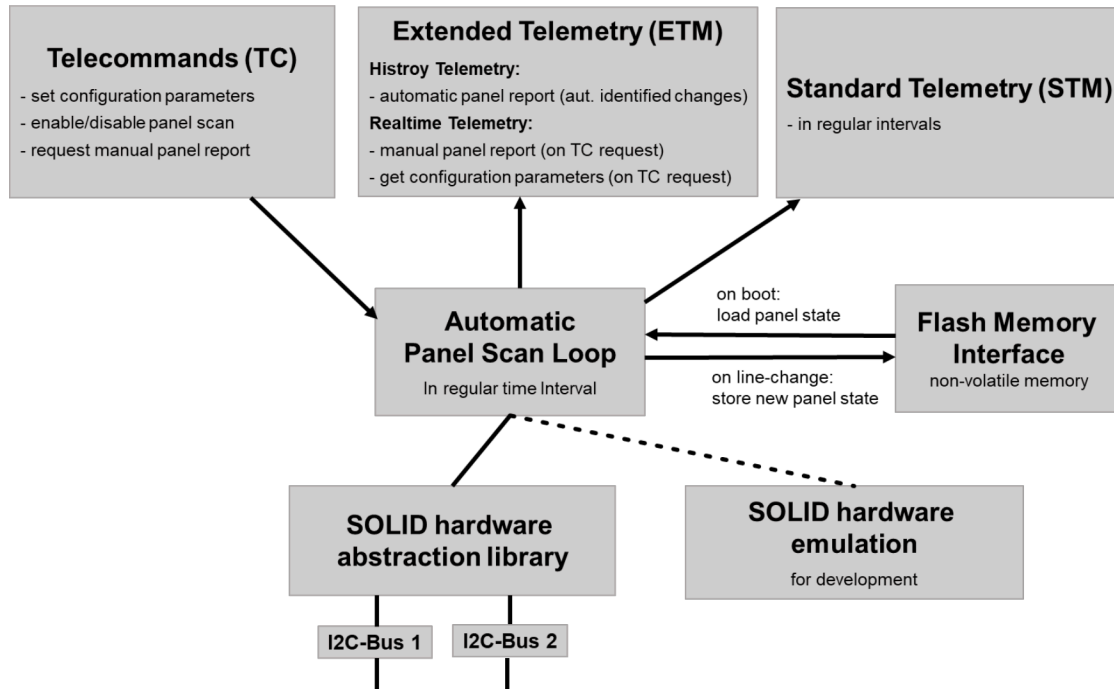 Telecommands (TC)
- set configuration parameters
- enable/disable panel scan
- request manual panel report
Extended Telemetry (ETM)
Histroy Telemetry:
- automatic panel report (aut. identified changes)
Realtime Telemetry:
- manual panel report (on TC request)
- get configuration parameters (on TC request)
Standard Telemetry (STM)
- in regular intervals
Automatic
Panel Scan Loop
In regular time Interval
on boot:
load panel state
on line-change:
store new panel state
Flash Memory
Interface
non-volatile memory
SOLID hardware
abstraction library
SOLID hardware
emulation
for development
I2C-Bus 1
I2C-Bus 2